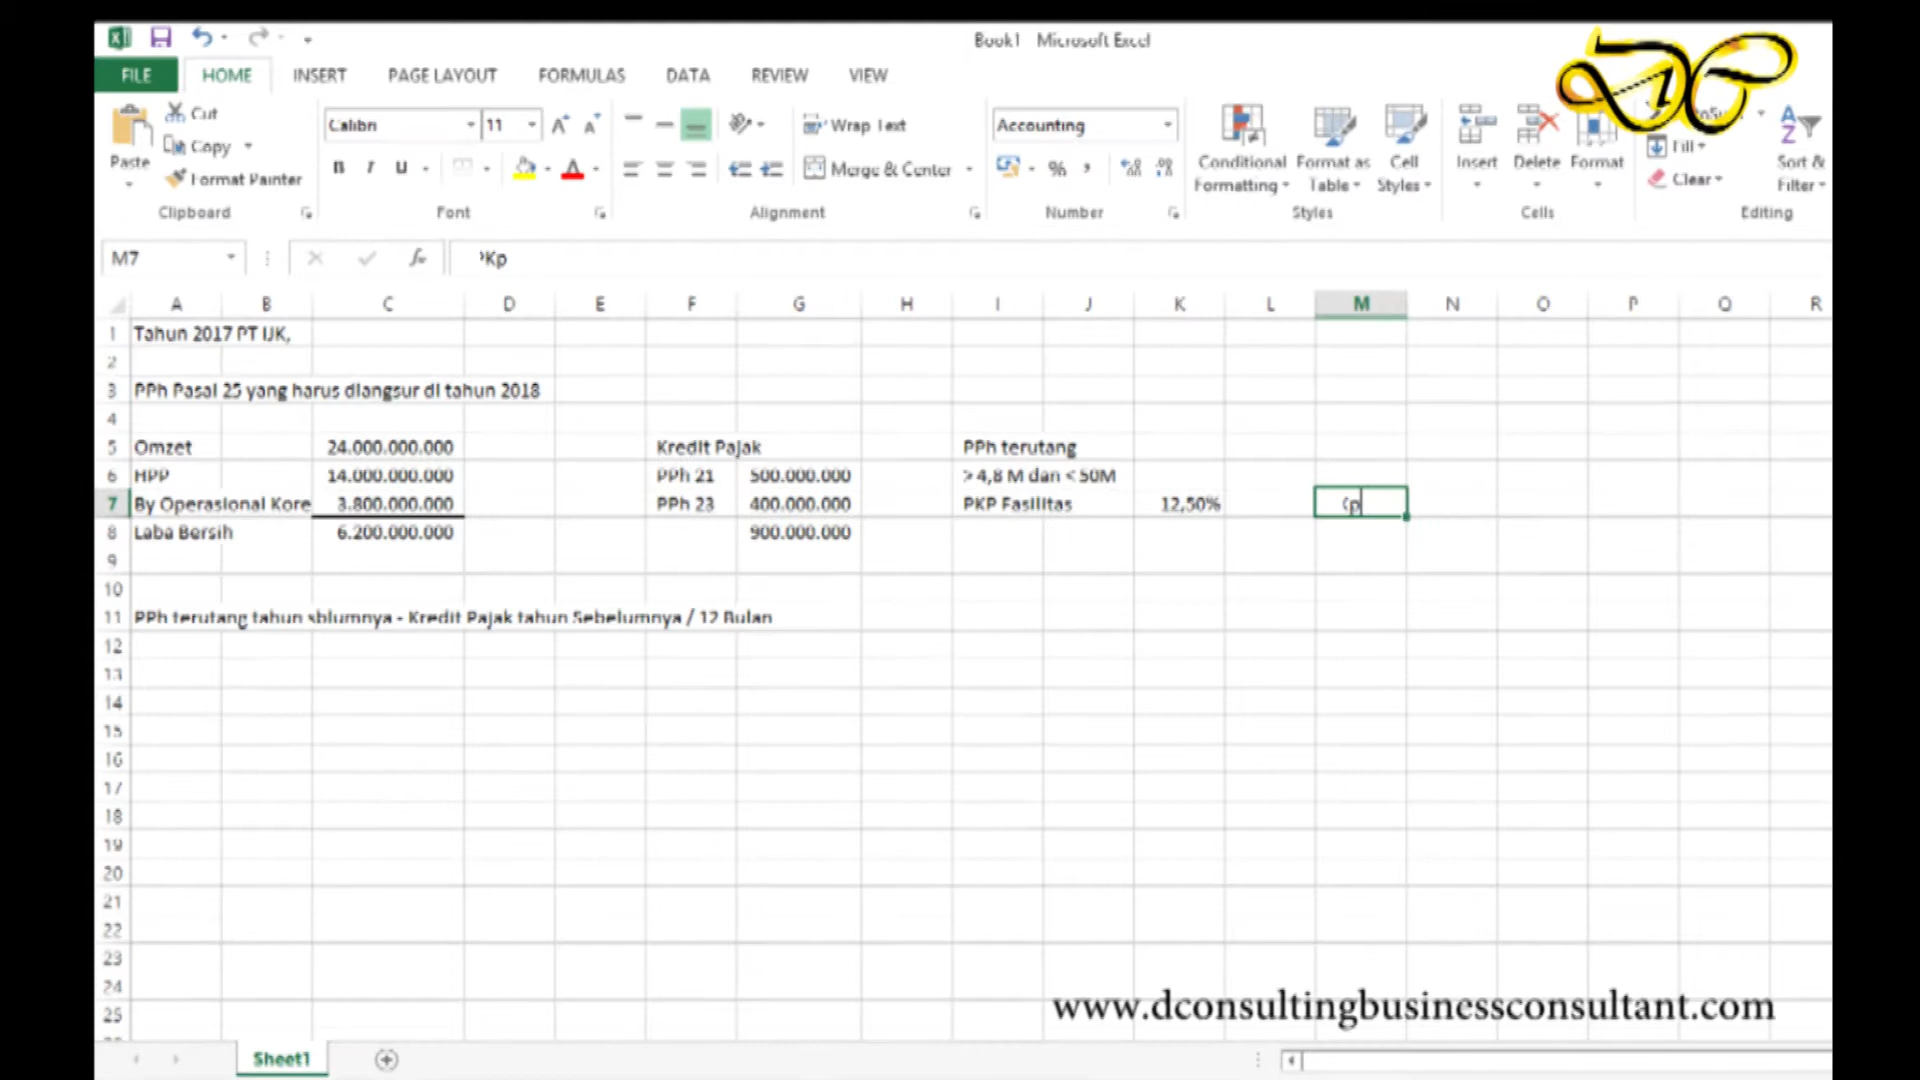 Book1 Microsoft Excel
FILE HOME INSERT PAGE LAYOUT FORMULAS DATA REVIEW VIEW
Cut
Copy
Format Painter
Paste
Calibri 11
B I U
Wrap Text
Merge & Center
Accounting
%
Conditional Formatting
Format as Table
Cell Styles
Insert Delete Format
Fill
Clear
Sort & Filter
Clipboard Font Alignment Number Styles Cells Editing
M7 fx
A B C D E F G H I J K L M N O P Q R
1 Tahun 2017 PT IJK,
2
3 PPh Pasal 25 yang harus diangsur di tahun 2018
4
5 Omzet 24.000.000.000 Kredit Pajak PPh terutang
6 HPP 14.000.000.000 PPh 21 500.000.000 > 4,8 M dan < 50M
7 By Operasional Kore 3.800.000.000 PPh 23 400.000.000 PKP Fasilitas 12,50%
8 Laba Bersih 6.200.000.000 900.000.000
9
10
11 PPh terutang tahun sblumnya - Kredit Pajak tahun Sebelumnya / 12 Bulan
12
13
14
15
16
17
18
19
20
21
22
23
24
25
www.dconsultingbusinessconsultant.com
Sheet1